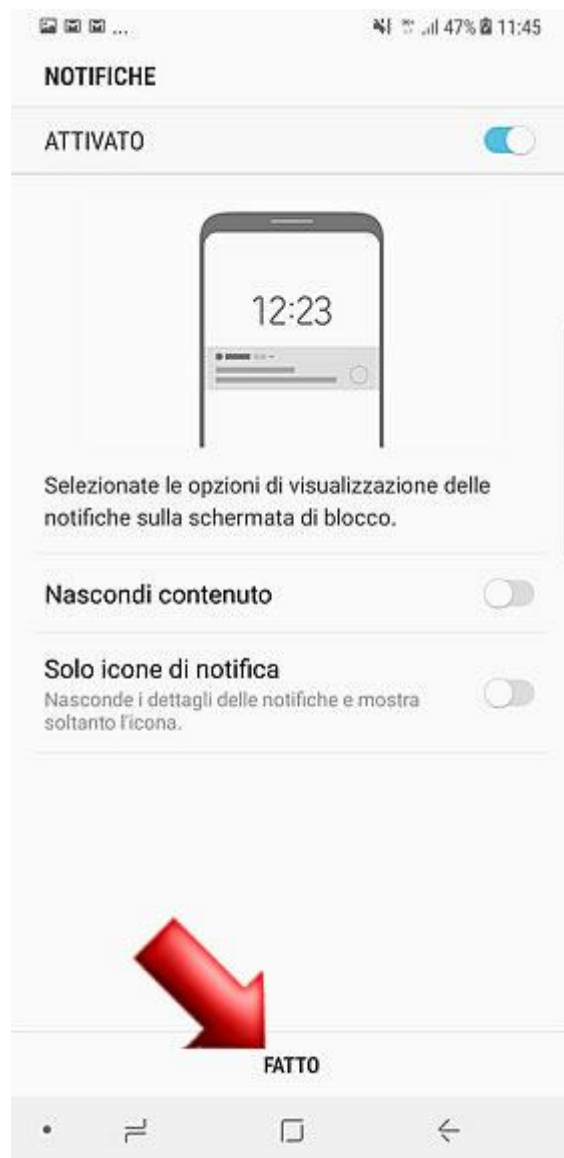 ... 47% 11:45
NOTIFICHE
ATTIVATO
12:23
Selezionate le opzioni di visualizzazione delle
notifiche sulla schermata di blocco.
Nascondi contenuto
Solo icone di notifica
Nasconde i dettagli delle notifiche e mostra
soltanto l'icona.
FATTO